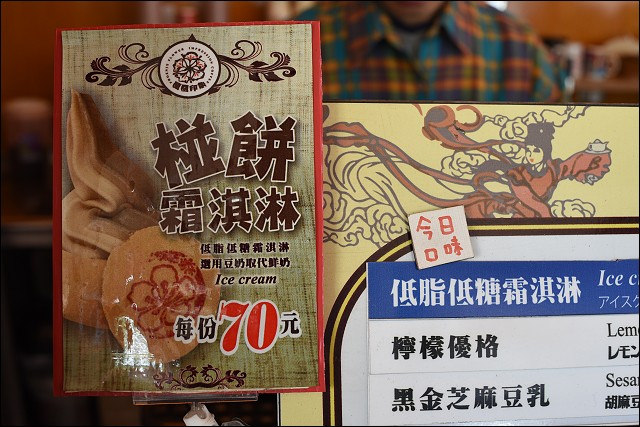 椪餅
霜淇淋
低脂低糖霜淇淋
選用豆奶取代鮮奶
Ice cream
每份70元
今日
口味
低脂低糖霜淇淋
Ice c
アイスク
檸檬優格
Lem
レモン
黑金芝麻豆乳
Sesa
胡麻豆